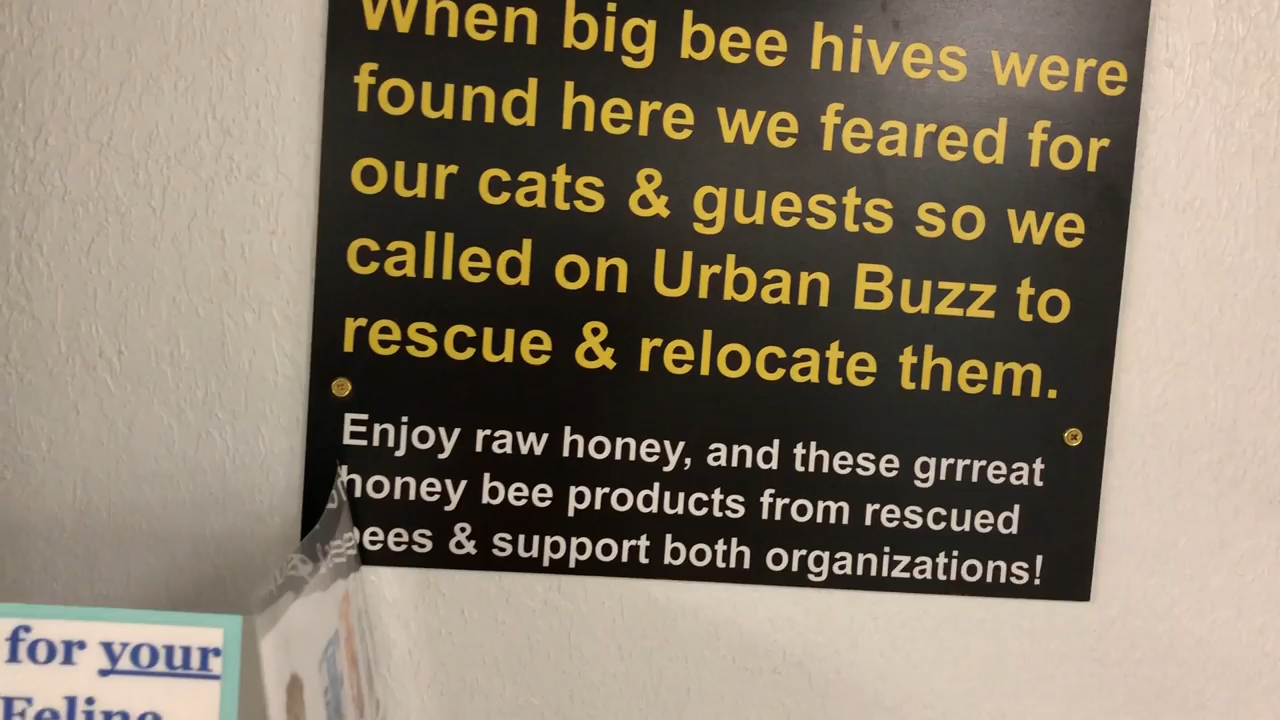 When big bee hives were
found here we feared for
our cats & guests so we
called on Urban Buzz to
rescue & relocate them.
Enjoy raw honey, and these grrreat
honey bee products from rescued
bees & support both organizations!
for your
Feline